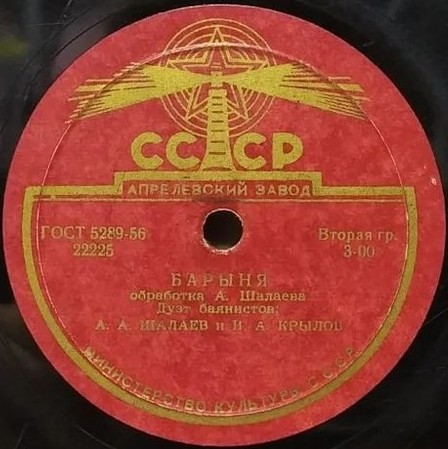 СССР
АПРЕЛЕВСКИЙ ЗАВОД
ГОСТ 5289-56
22225
Вторая гр.
3-00
БАРЫНЯ
обработка А. Шалаева
Дуэт баянистов:
А. А. ШАЛАЕВ и Н. А. КРЫЛОВ
МИНИСТЕРСТВО КУЛЬТУРЫ СССР